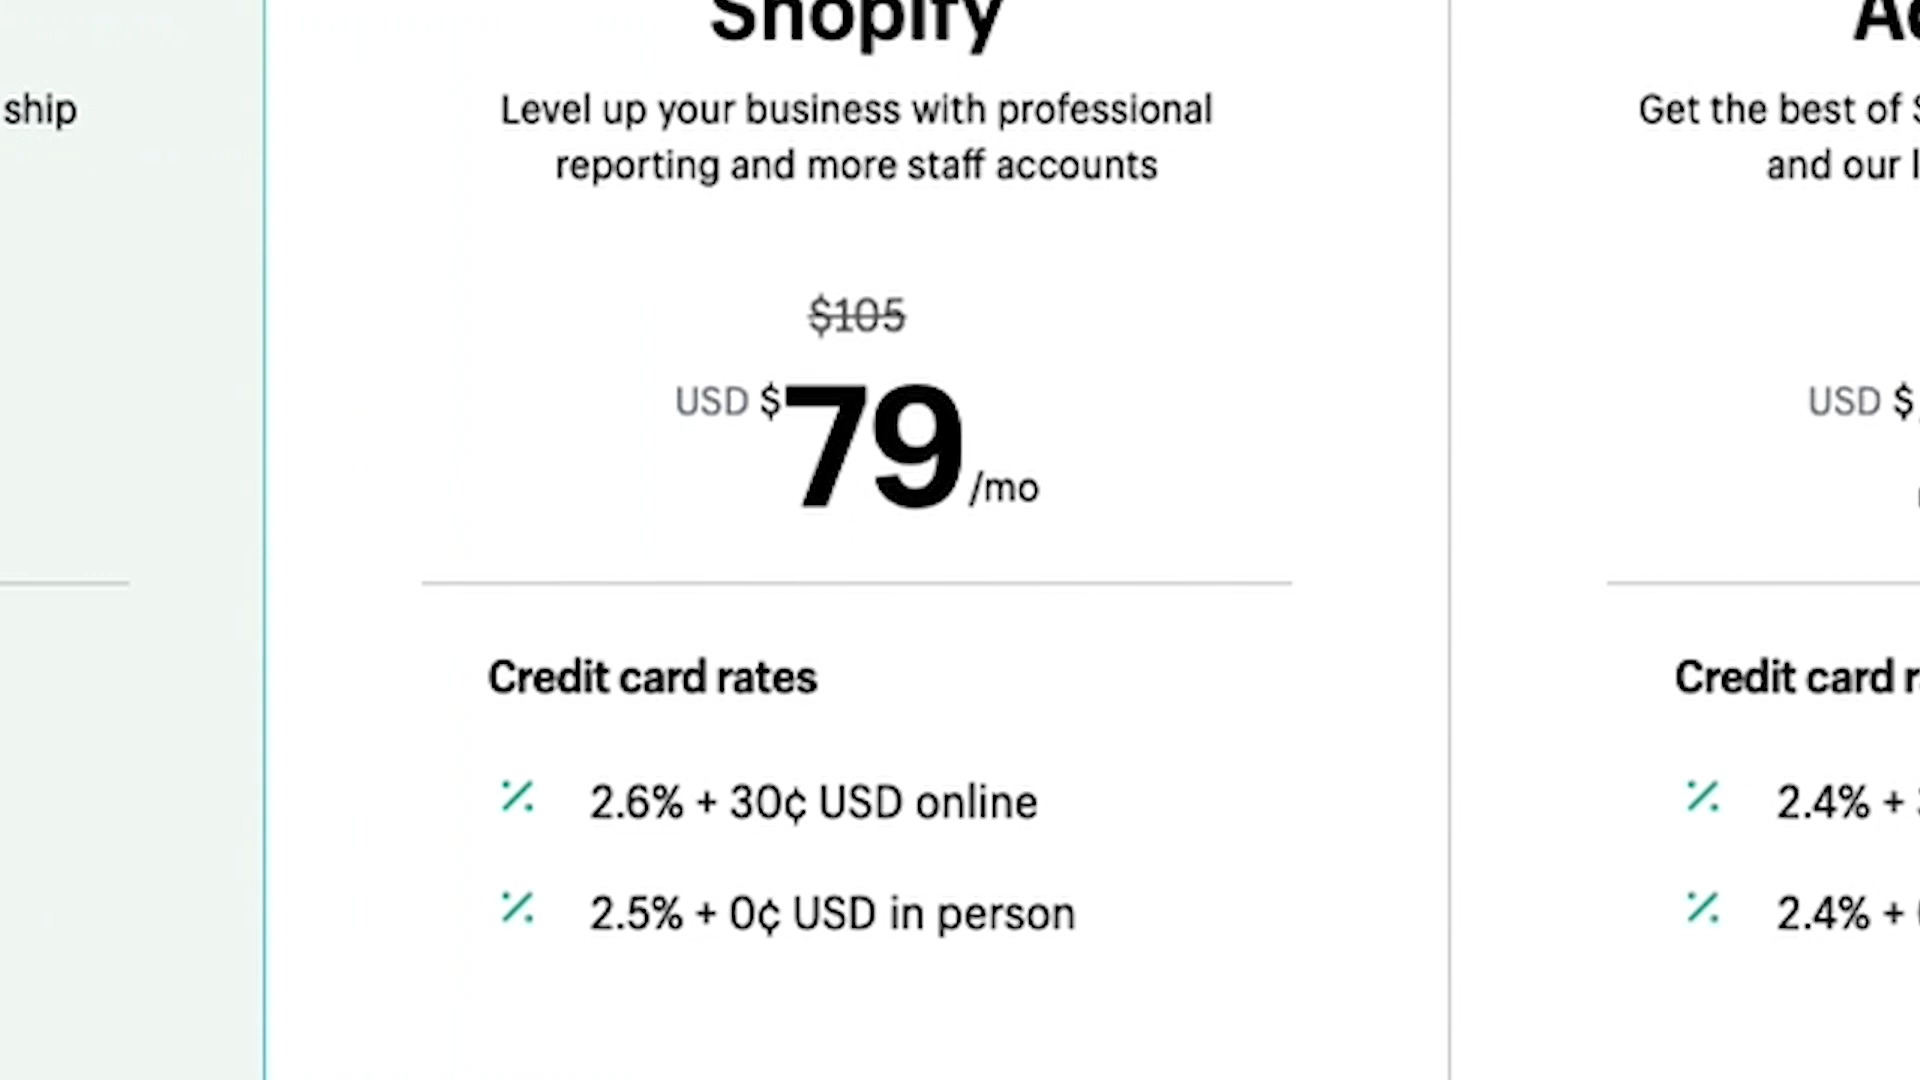 Shopify
ship
Level up your business with professional
reporting and more staff accounts
$105
USD $79/mo
Credit card rates
2.6% + 30¢ USD online
2.5% + 0¢ USD in person
Get the best of
and our
USD $
Credit card
2.4% +
2.4% +